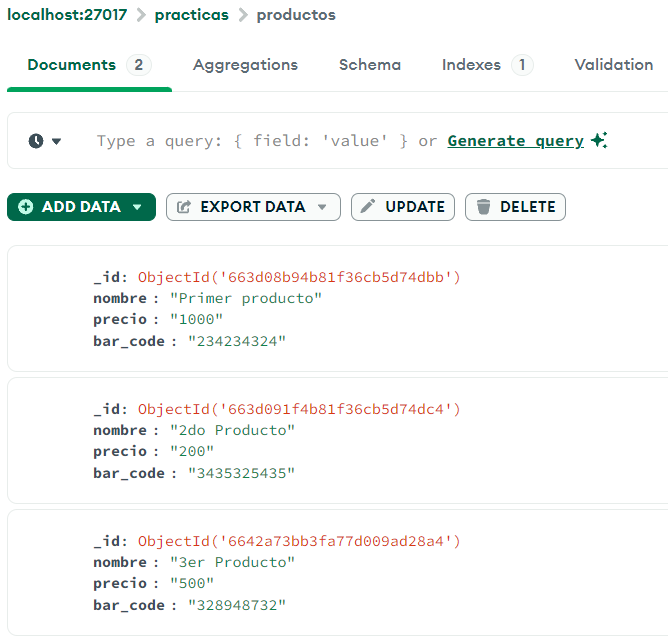 localhost:27017 > practicas > productos
Documents 2 Aggregations Schema Indexes 1 Validation
Type a query: { field: 'value' } or Generate query
ADD DATA EXPORT DATA UPDATE DELETE
_id: ObjectId('663d08b94b81f36cb5d74dbb')
nombre : "Primer producto"
precio : "1000"
bar_code : "234234324"
_id: ObjectId('663d091f4b81f36cb5d74dc4')
nombre : "2do Producto"
precio : "200"
bar_code : "3435325435"
_id: ObjectId('6642a73bb3fa77d009ad28a4')
nombre : "3er Producto"
precio : "500"
bar_code : "328948732"